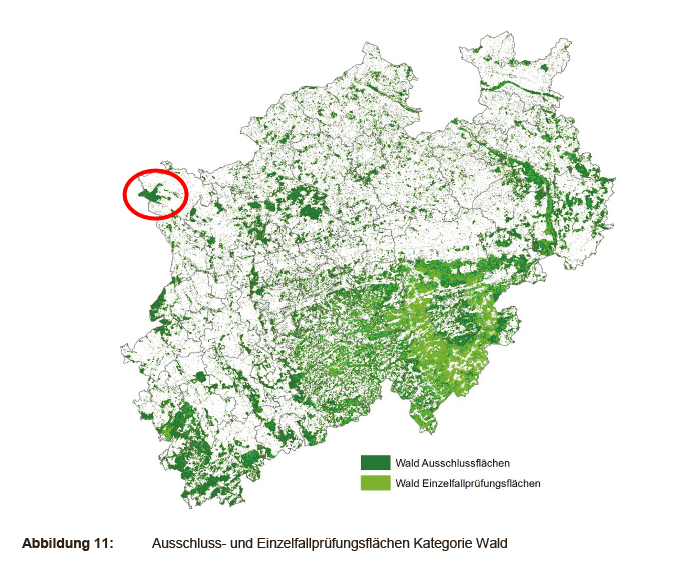 Wald Ausschlussflächen
Wald Einzelfallprüfungsflächen
Abbildung 11: Ausschluss- und Einzelfallprüfungsflächen Kategorie Wald